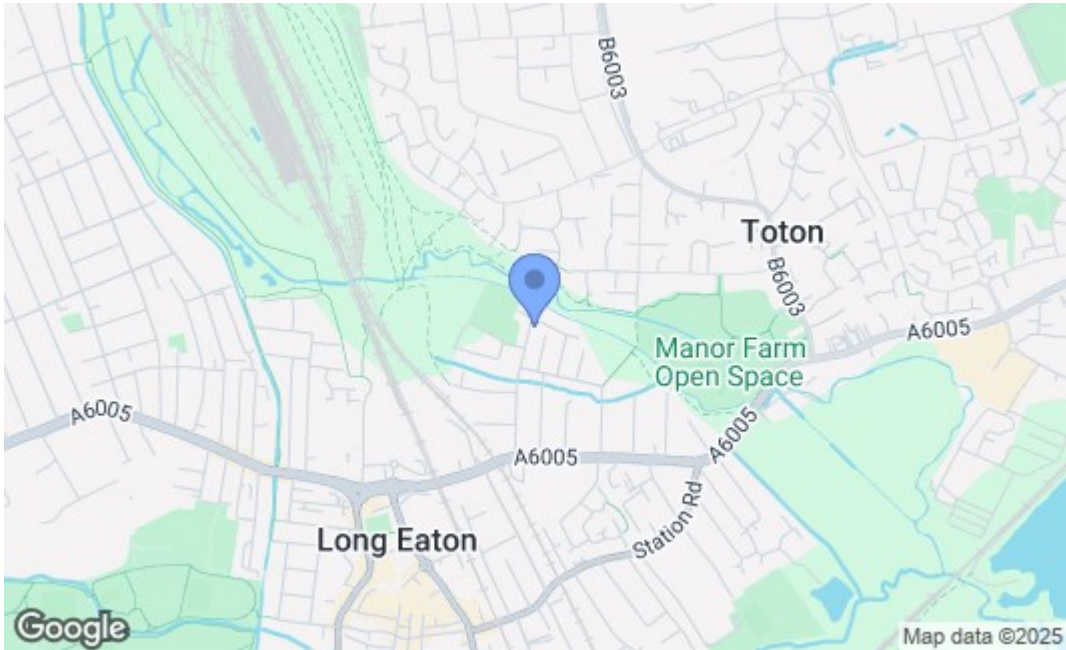 B6003
Toton
B6003
A6005
Manor Farm
Open Space
A6005
A6005
A6005
Station Rd
Long Eaton
Google
Map data ©2025